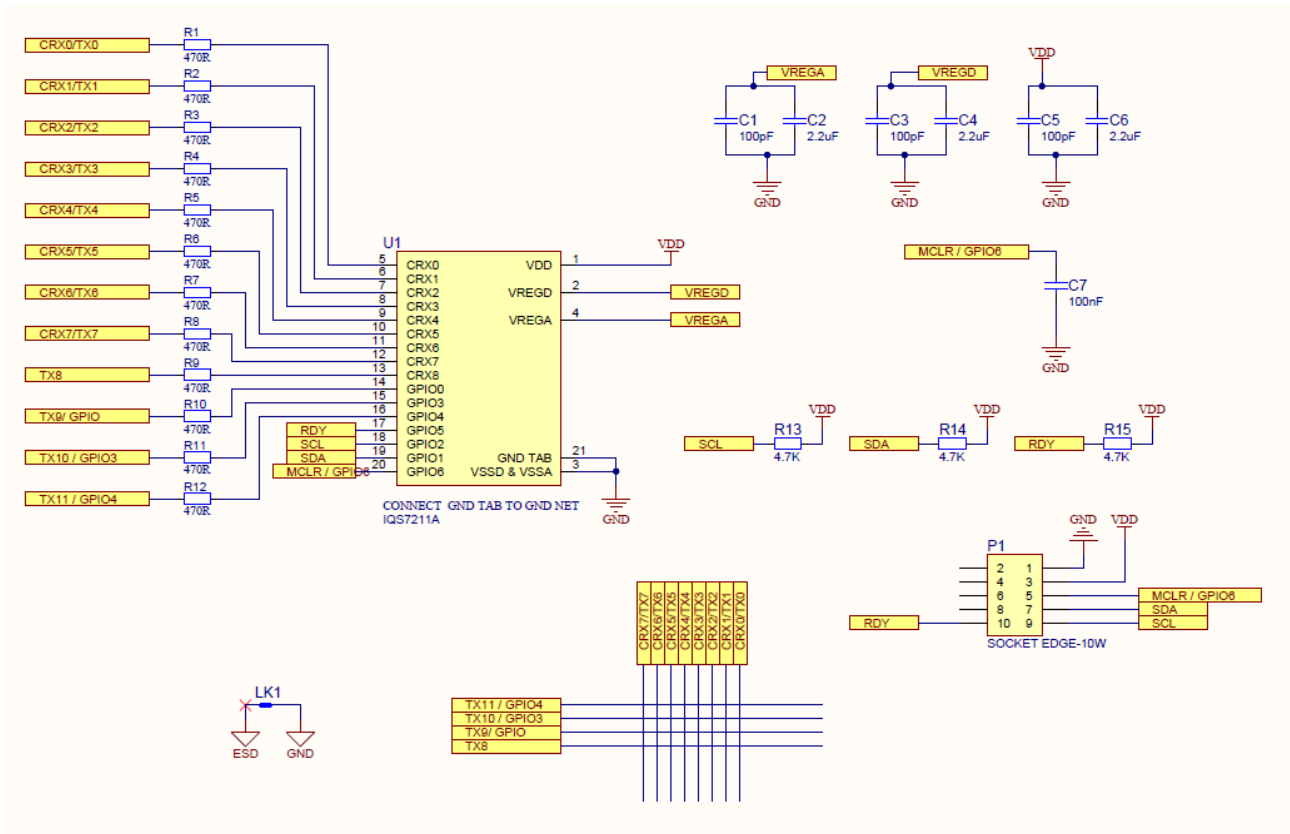 CRX0/TX0
R1
470R
CRX1/TX1
R2
470R
CRX2/TX2
R3
470R
CRX3/TX3
R4
470R
CRX4/TX4
R5
470R
CRX5/TX5
R6
470R
CRX6/TX6
R7
470R
CRX7/TX7
R8
470R
TX8
R9
470R
TX9/ GPIO
R10
470R
TX10 / GPIO3
R11
470R
TX11 / GPIO4
R12
470R
U1
5 CRX0
6 CRX1
7 CRX2
8 CRX3
9 CRX4
10 CRX5
11 CRX6
12 CRX7
13 CRX8
14 GPIO0
15 GPIO3
16 GPIO4
RDY 17 GPIO5
SCL 18 GPIO2
SDA 19 GPIO1
MCLR / GPIO6 20 GPIO6
VDD 1
VDD
VREGD 2 VREGD
VREGA 4 VREGA
GND TAB 21
VSSD & VSSA 3
GND
CONNECT GND TAB TO GND NET
IQS7211A
VREGA
C1
100pF
C2
2.2uF
GND
VREGD
C3
100pF
C4
2.2uF
GND
VDD
C5
100pF
C6
2.2uF
GND
MCLR / GPIO6
C7
100nF
GND
SCL
R13
4.7K
VDD
SDA
R14
4.7K
VDD
RDY
R15
4.7K
VDD
GND VDD
P1
2 1
4 3
6 5 MCLR / GPIO6
8 7 SDA
RDY 10 9 SCL
SOCKET EDGE-10W
CRX7/TX7
CRX6/TX6
CRX5/TX5
CRX4/TX4
CRX3/TX3
CRX2/TX2
CRX1/TX1
CRX0/TX0
TX11 / GPIO4
TX10 / GPIO3
TX9/ GPIO
TX8
LK1
ESD
GND